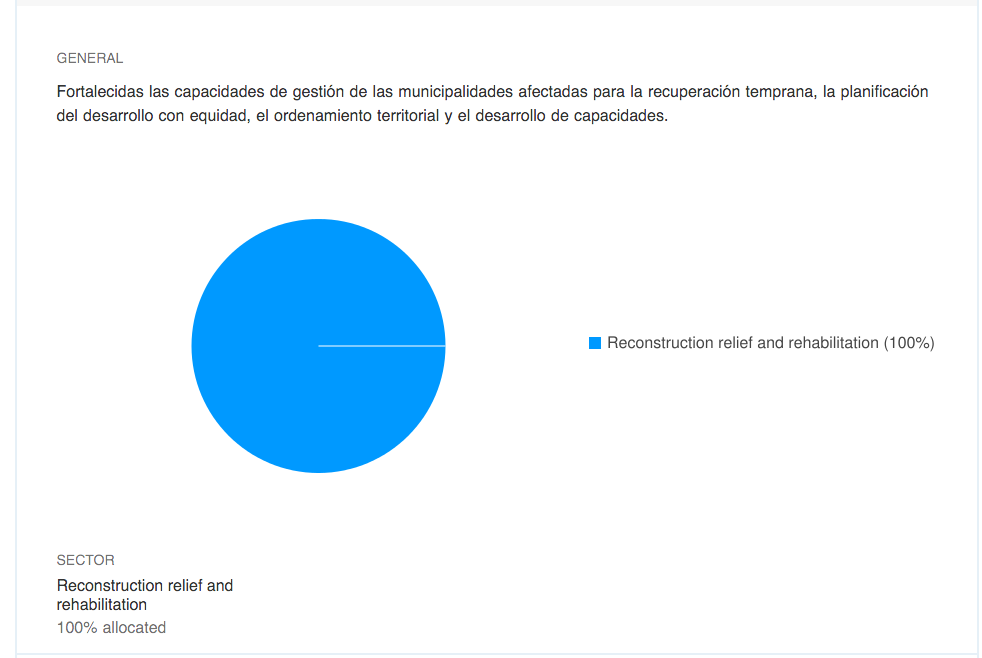 GENERAL
Fortalecidas las capacidades de gestión de las municipalidades afectadas para la recuperación temprana, la planificación
del desarrollo con equidad, el ordenamiento territorial y el desarrollo de capacidades.
Reconstruction relief and rehabilitation (100%)
SECTOR
Reconstruction relief and
rehabilitation
100% allocated